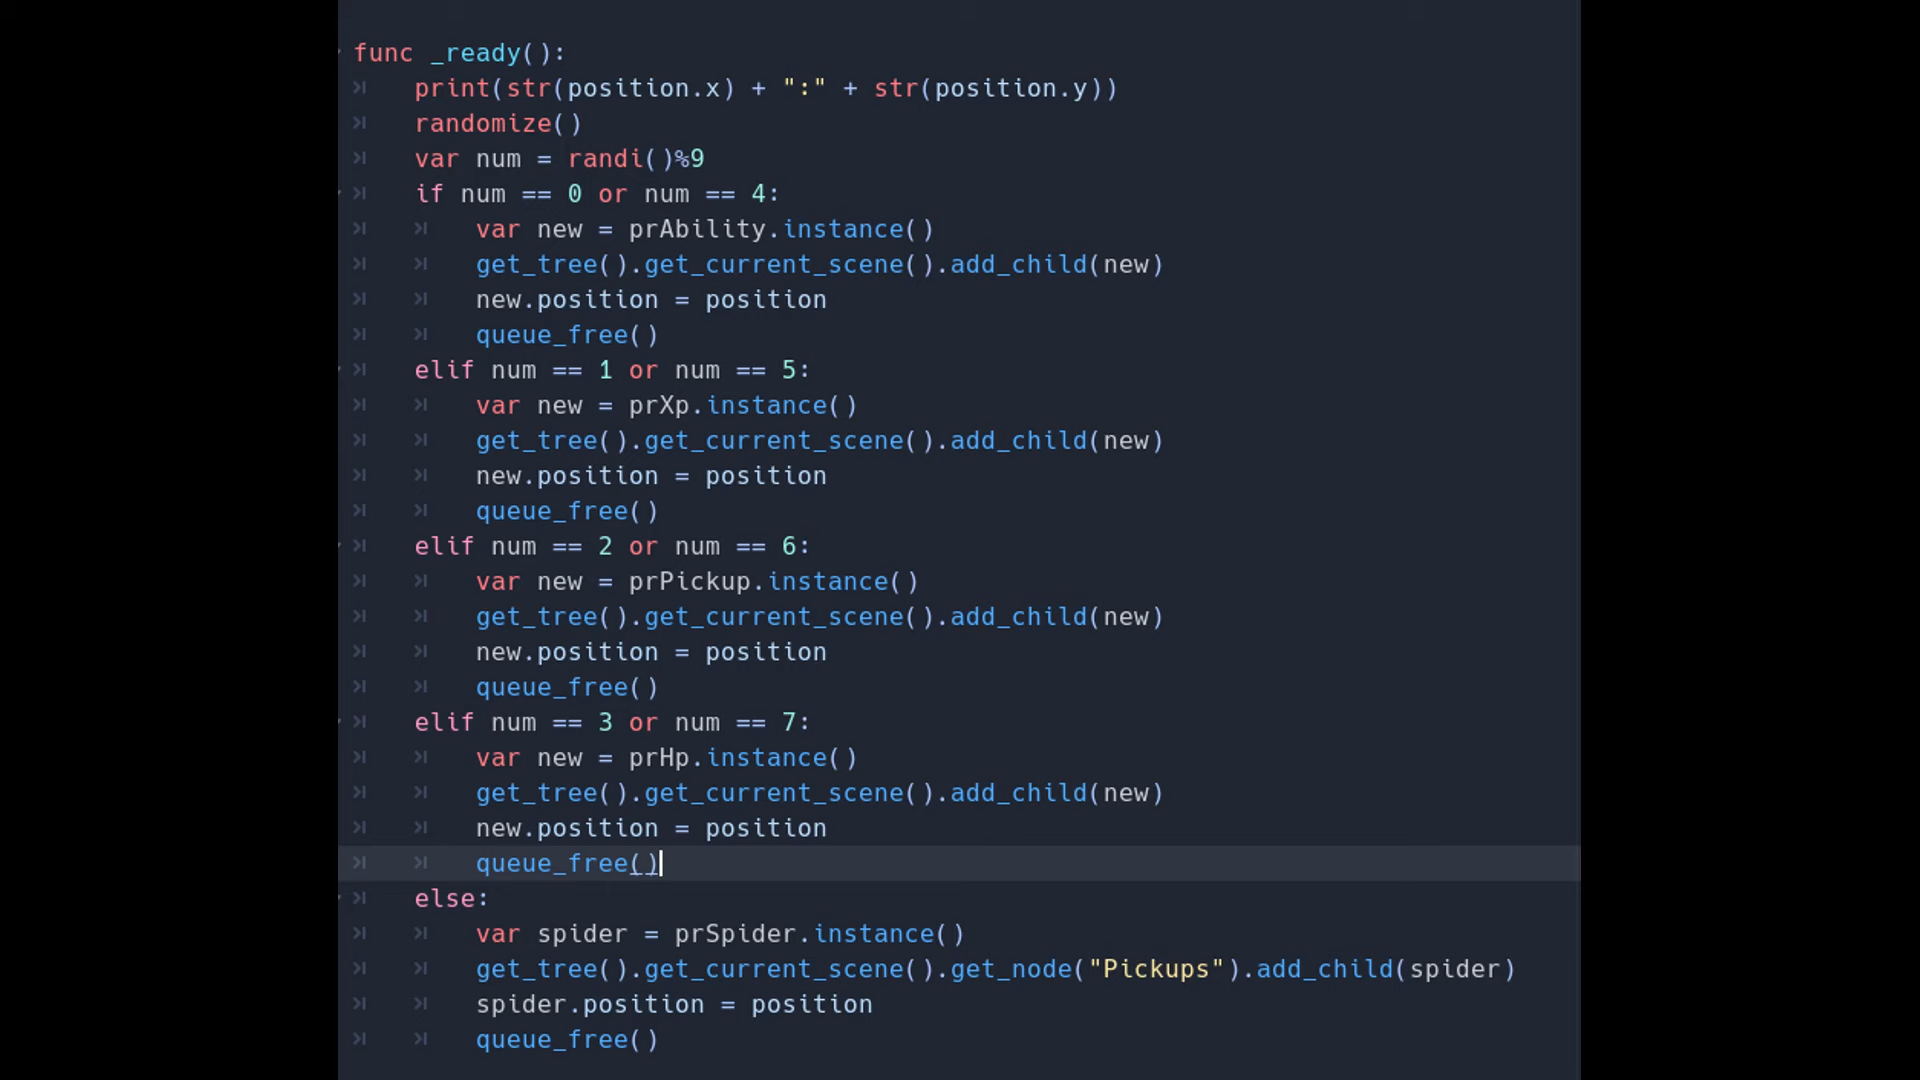 func _ready():
print(str(position.x) + ":" + str(position.y))
randomize()
var num = randi()%9
if num == 0 or num == 4:
var new = prAbility.instance()
get_tree().get_current_scene().add_child(new)
new.position = position
queue_free()
elif num == 1 or num == 5:
var new = prXp.instance()
get_tree().get_current_scene().add_child(new)
new.position = position
queue_free()
elif num == 2 or num == 6:
var new = prPickup.instance()
get_tree().get_current_scene().add_child(new)
new.position = position
queue_free()
elif num == 3 or num == 7:
var new = prHp.instance()
get_tree().get_current_scene().add_child(new)
new.position = position
queue_free()
else:
var spider = prSpider.instance()
get_tree().get_current_scene().get_node("Pickups").add_child(spider)
spider.position = position
queue_free()